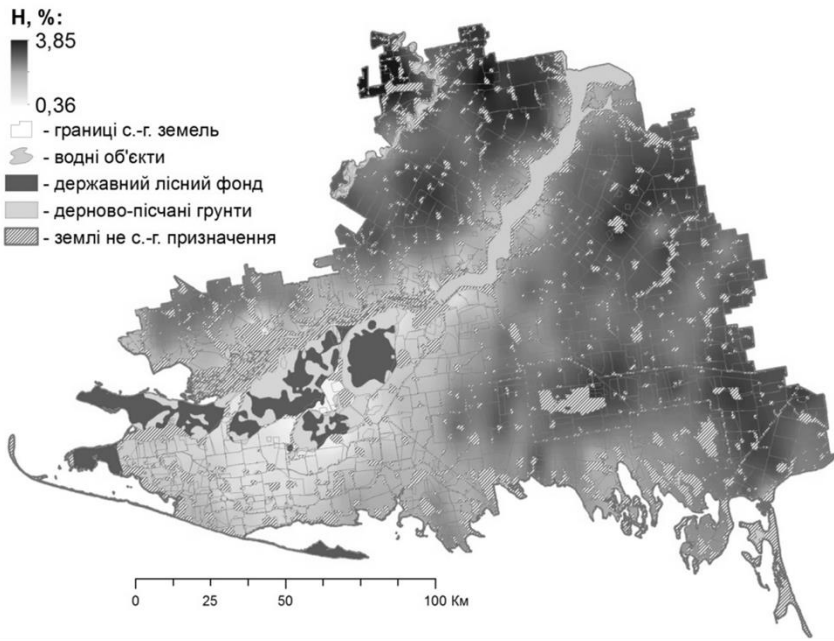 Н, %:
3,85
0,36
- границі с.-г. земель
- водні об'єкти
- державний лісний фонд
- дерново-пісчані ґрунти
- землі не с.-г. призначення
0 25 50 100 Км